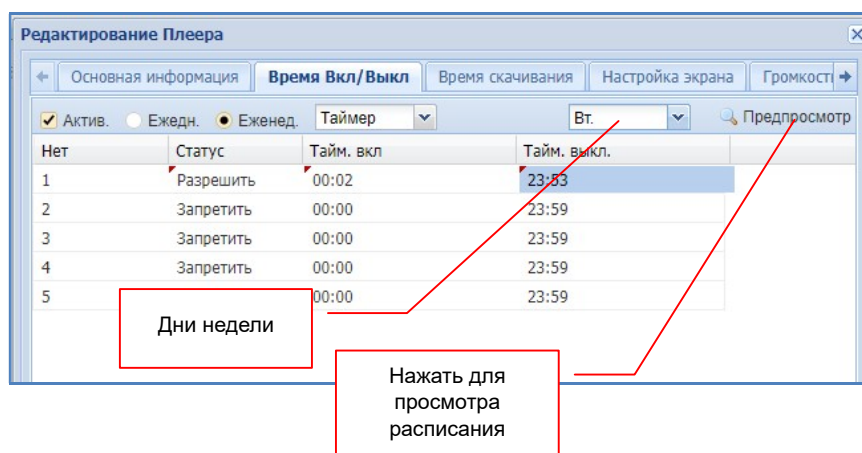 Редактирование Плеера
Основная информация Время Вкл/Выкл Время скачивания Настройка экрана Громкост
Актив. Ежедн. Еженед. Таймер Вт. Предпросмотр
Нет Статус Тайм. вкл Тайм. выкл.
1 Разрешить 00:02 23:53
2 Запретить 00:00 23:59
3 Запретить 00:00 23:59
4 Запретить 00:00 23:59
5 00:00 23:59
Дни недели
Нажать для
просмотра
расписания